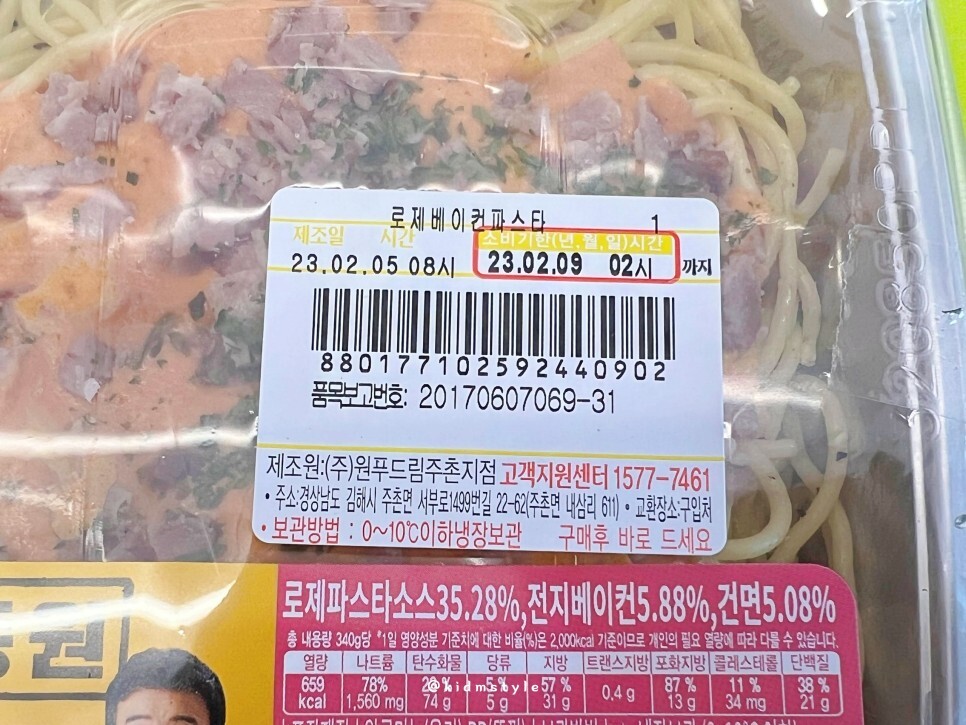 로제베이컨파스타 1
제조일 시간 소비기한(년,월,일)시간
23.02.05 08시 23.02.09 02시 까지
880177102592440902
품목보고번호: 20170607069-31
제조원:(주)원푸드림주촌지점 고객지원센터 1577-7461
• 주소:경상남도 김해시 주촌면 서부로1499번길 22-62(주촌면 내삼리 611) • 교환장소:구입처
• 보관방법 : 0~10℃이하냉장보관 구매후 바로 드세요
로제파스타소스35.28%,전지베이컨5.88%,건면5.08%
총 내용량 340g당 *1일 영양성분 기준치에 대한 비율(%)은 2,000kcal 기준이므로 개인의 필요 열량에 따라 다를 수 있습니다.
열량 나트륨 탄수화물 당류 지방 트랜스지방 포화지방 콜레스테롤 단백질
659 78% 5% 57% 0.4g 87% 11% 38%
kcal 1,560 mg 74 g 5 g 31 g 13 g 34 mg 21 g
@kidmstyle
원